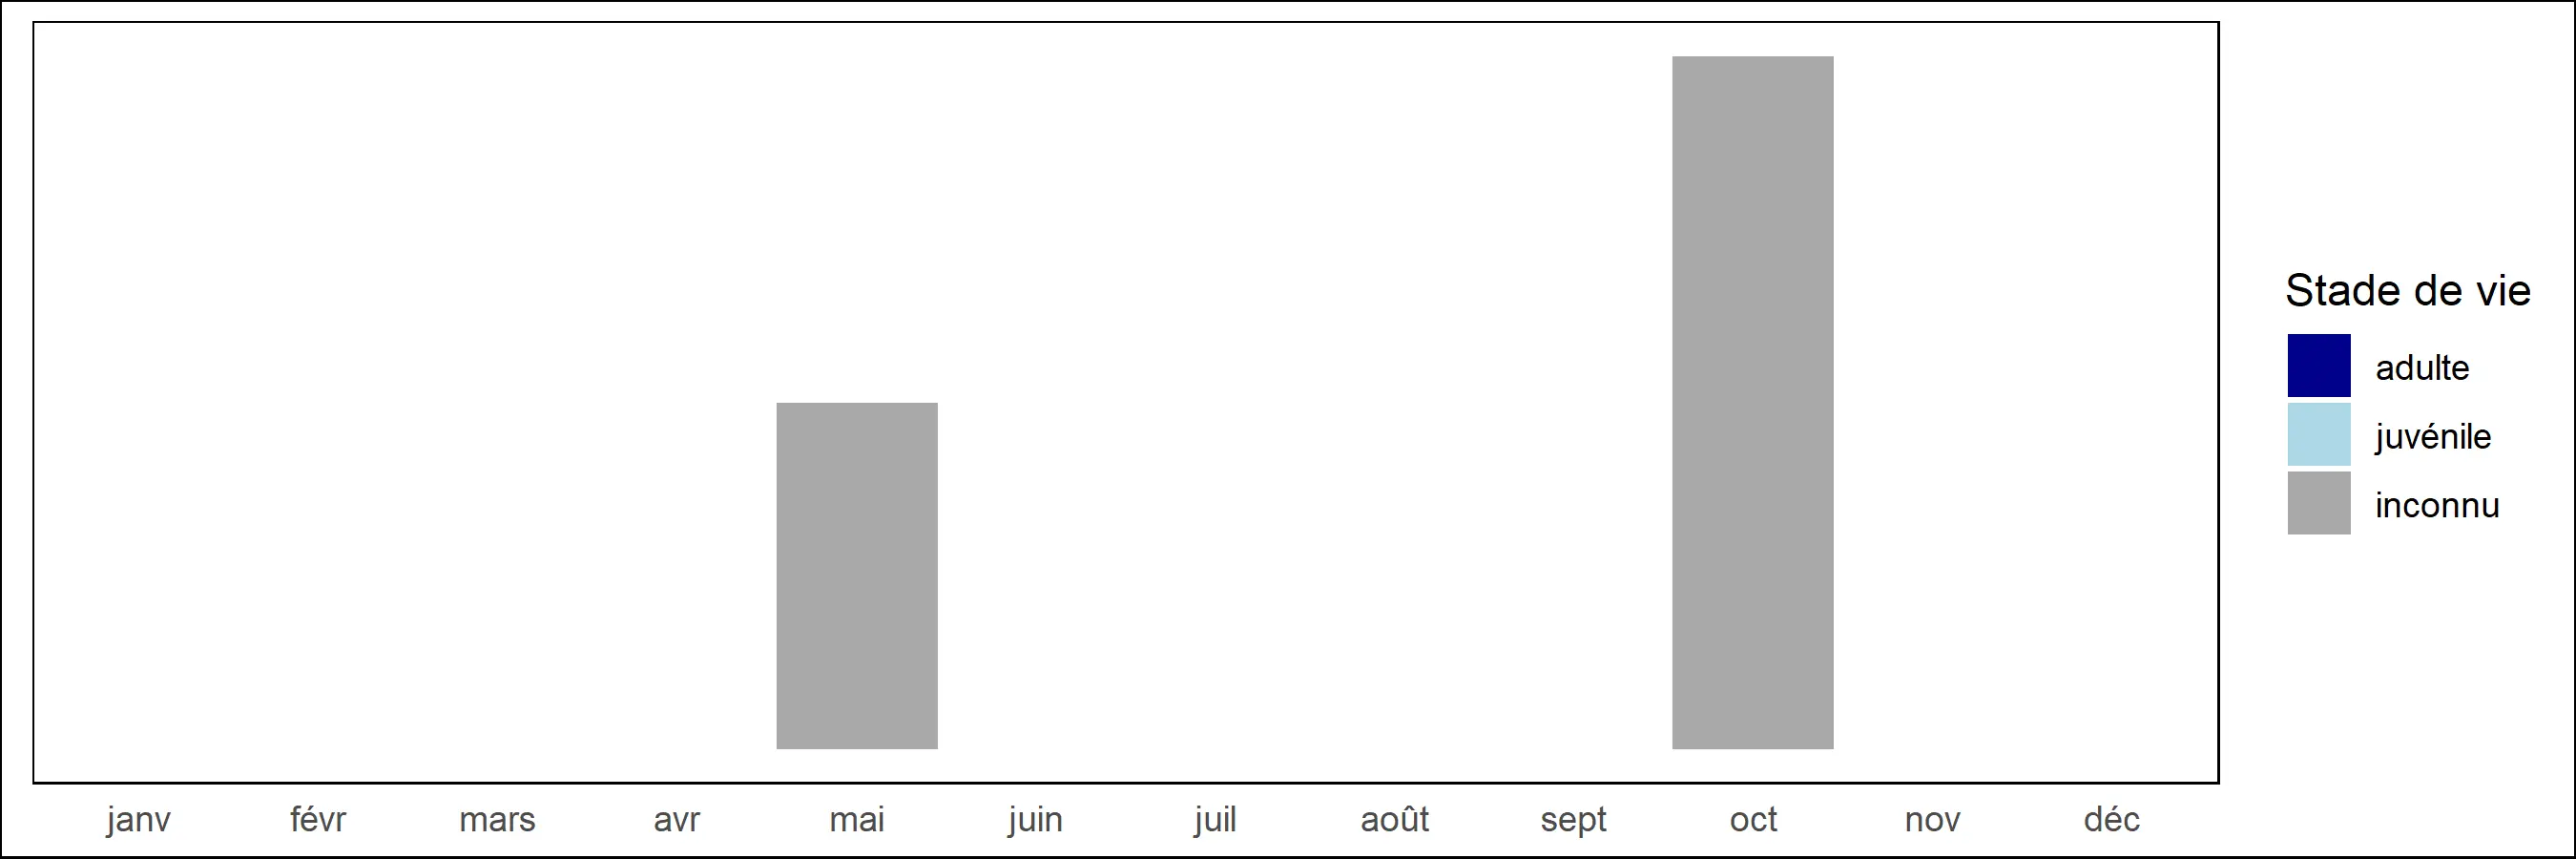 Stade de vie
adulte
juvénile
inconnu
janv févr mars avr mai juin juil août sept oct nov déc